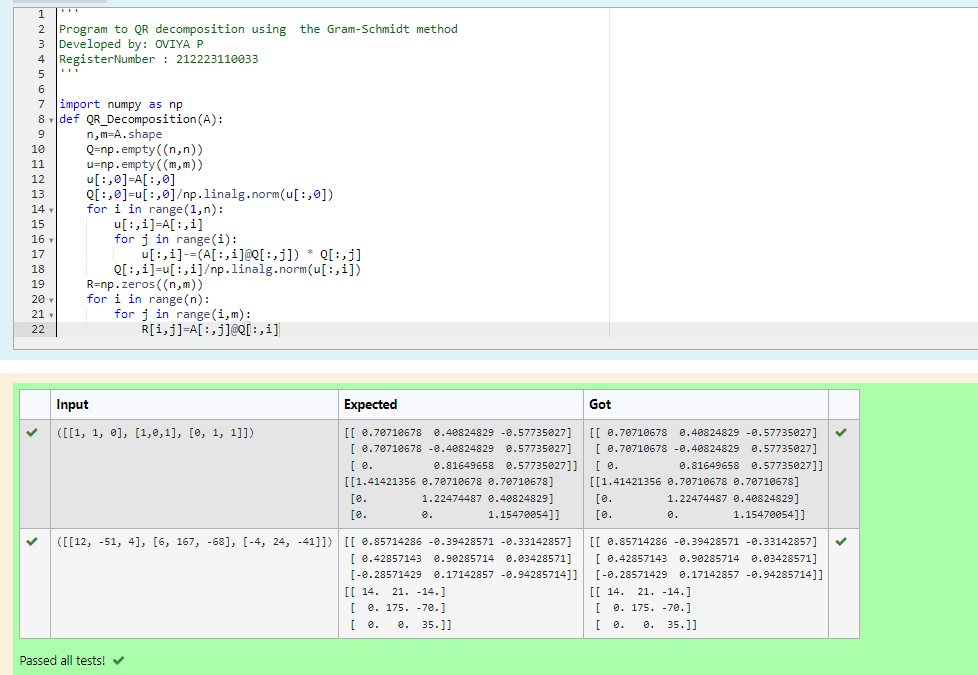 1 '''
2 Program to QR decomposition using  the Gram-Schmidt method
3 Developed by: OVIYA P
4 RegisterNumber : 212223110033
5 '''
6
7 import numpy as np
8 def QR_Decomposition(A):
9     n,m=A.shape
10     Q=np.empty((n,n))
11     u=np.empty((m,m))
12     u[:,0]=A[:,0]
13     Q[:,0]=u[:,0]/np.linalg.norm(u[:,0])
14     for i in range(1,n):
15         u[:,i]=A[:,i]
16         for j in range(i):
17             u[:,i]-=(A[:,i]@Q[:,j]) * Q[:,j]
18         Q[:,i]=u[:,i]/np.linalg.norm(u[:,i])
19     R=np.zeros((n,m))
20     for i in range(n):
21         for j in range(i,m):
22             R[i,j]=A[:,j]@Q[:,i]
Input Expected Got
([[1, 1, 0], [1,0,1], [0, 1, 1]]) [[ 0.70710678  0.40824829 -0.57735027] [[ 0.70710678  0.40824829 -0.57735027]
[ 0.70710678 -0.40824829  0.57735027] [ 0.70710678 -0.40824829  0.57735027]
[ 0.          0.81649658  0.57735027]] [ 0.          0.81649658  0.57735027]]
[[1.41421356 0.70710678 0.70710678] [[1.41421356 0.70710678 0.70710678]
[0.         1.22474487 0.40824829] [0.         1.22474487 0.40824829]
[0.         0.         1.15470054]] [0.         0.         1.15470054]]
([[12, -51, 4], [6, 167, -68], [-4, 24, -41]]) [[ 0.85714286 -0.39428571 -0.33142857] [[ 0.85714286 -0.39428571 -0.33142857]
[ 0.42857143  0.90285714  0.03428571] [ 0.42857143  0.90285714  0.03428571]
[-0.28571429  0.17142857 -0.94285714]] [-0.28571429  0.17142857 -0.94285714]]
[[ 14.  21. -14.] [[ 14.  21. -14.]
[  0. 175. -70.] [  0. 175. -70.]
[  0.   0.  35.]] [  0.   0.  35.]]
Passed all tests!